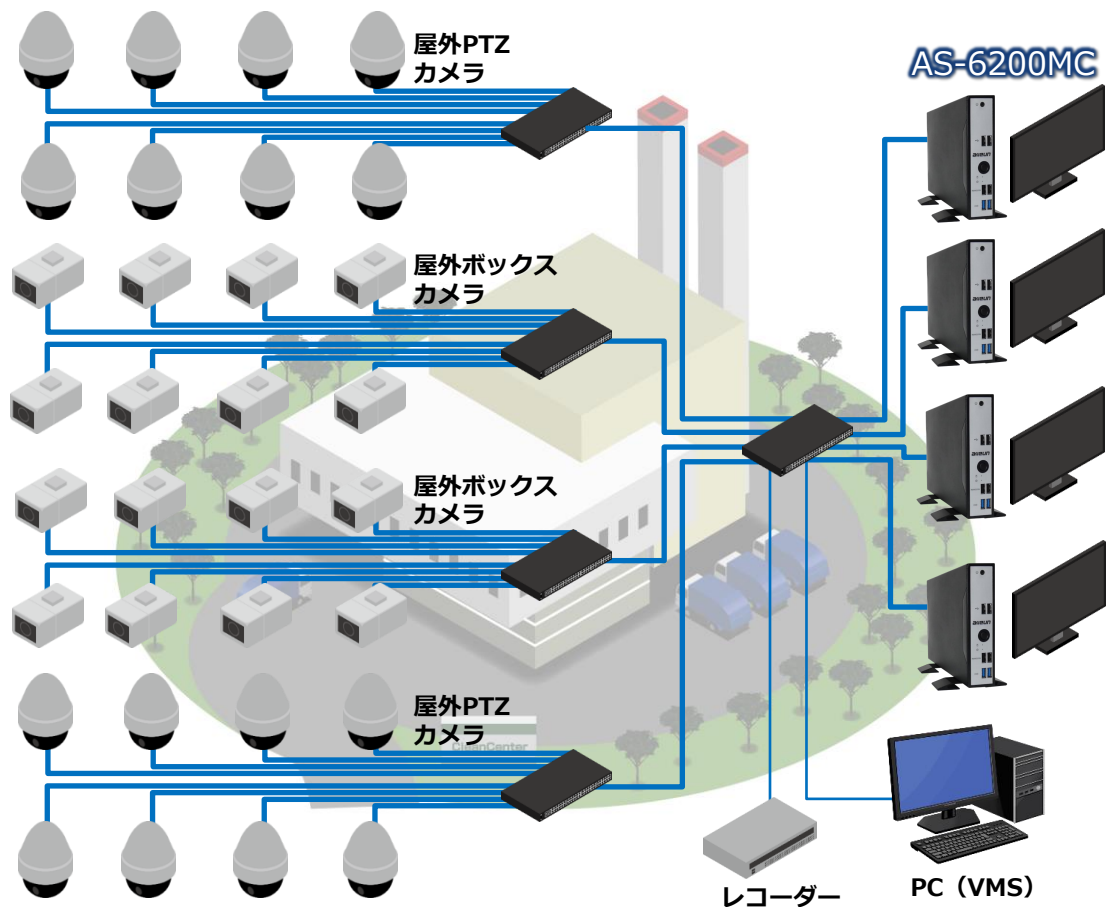 屋外PTZ
カメラ
AS-6200MC
屋外ボックス
カメラ
屋外ボックス
カメラ
屋外PTZ
カメラ
CleanCenter
レコーダー
PC（VMS）